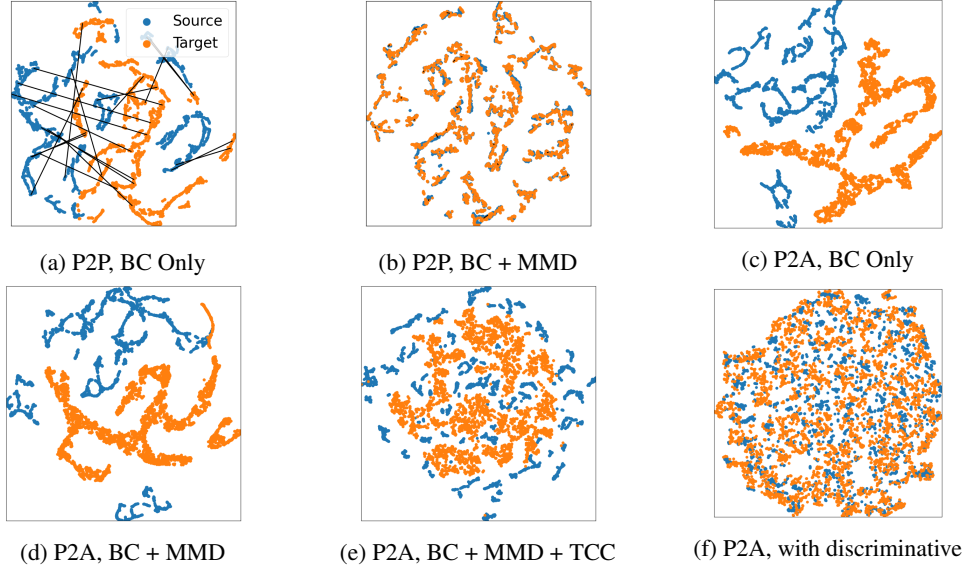 Source
Target
(a) P2P, BC Only
(b) P2P, BC + MMD
(c) P2A, BC Only
(d) P2A, BC + MMD
(e) P2A, BC + MMD + TCC
(f) P2A, with discriminative